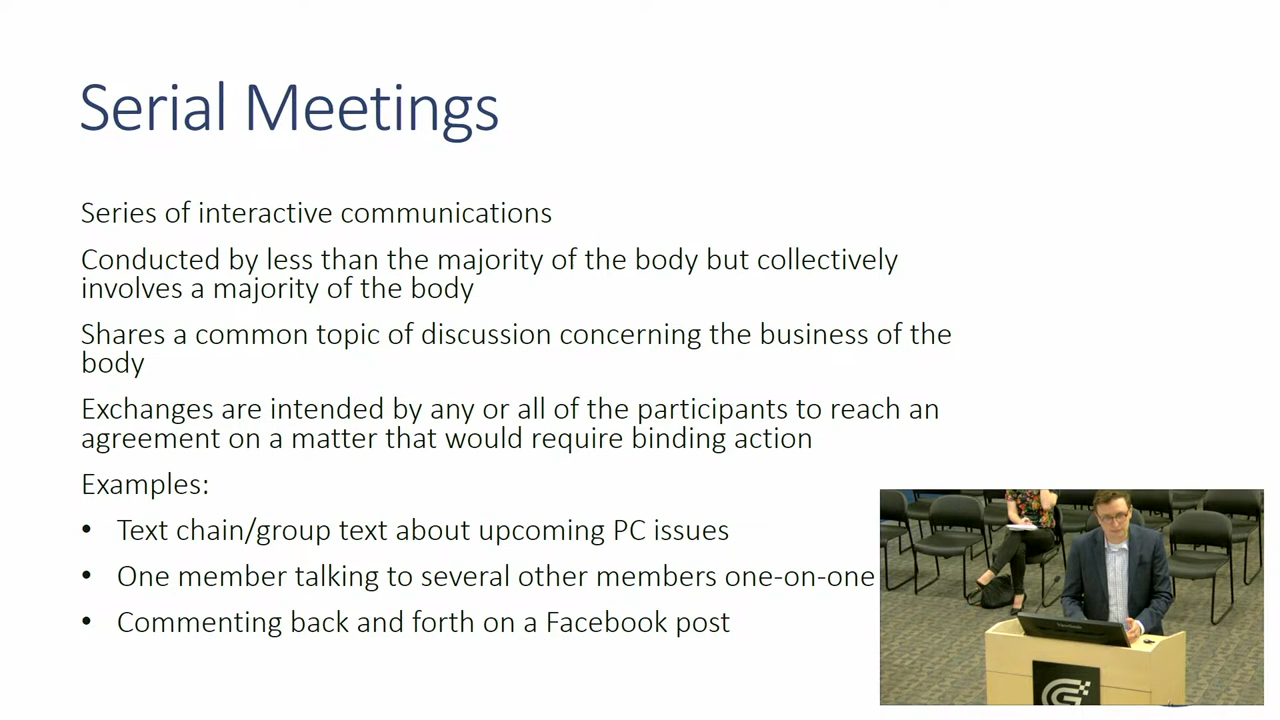 Serial Meetings
Series of interactive communications
Conducted by less than the majority of the body but collectively
involves a majority of the body
Shares a common topic of discussion concerning the business of the
body
Exchanges are intended by any or all of the participants to reach an
agreement on a matter that would require binding action
Examples:
• Text chain/group text about upcoming PC issues
• One member talking to several other members one-on-one
• Commenting back and forth on a Facebook post
G